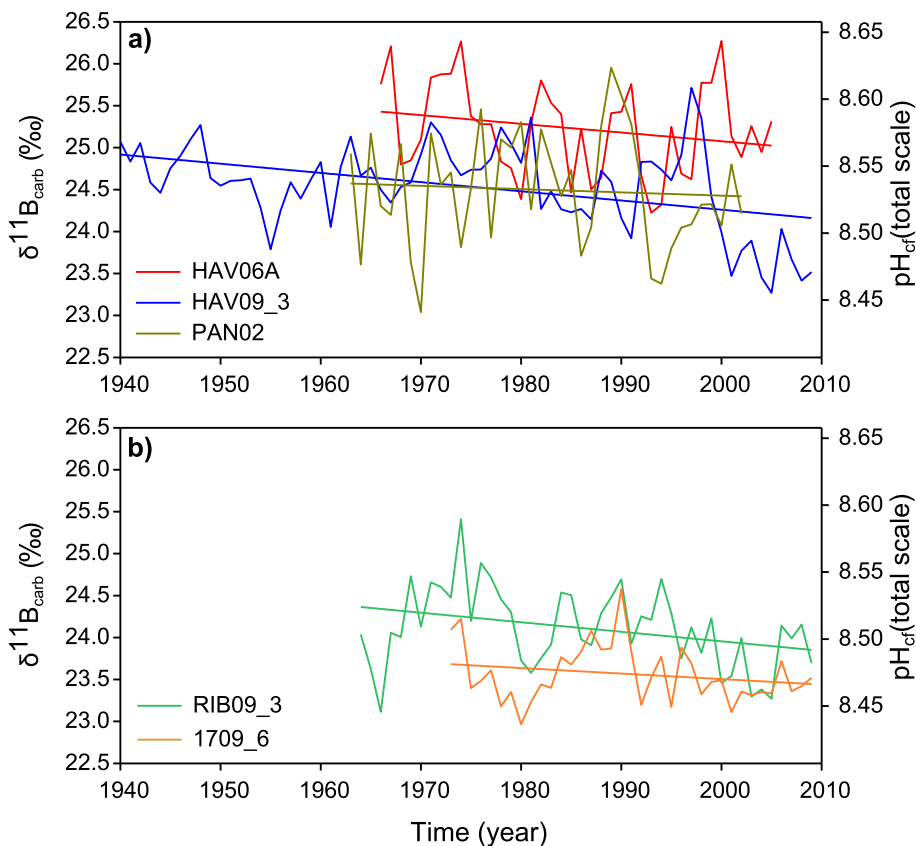 a)
δ¹¹B_carb (‰)
26.5
26.0
25.5
25.0
24.5
24.0
23.5
23.0
22.5
HAV06A
HAV09_3
PAN02
8.65
8.60
8.55
8.50
8.45
pH_cf(total scale)
1940 1950 1960 1970 1980 1990 2000 2010
b)
δ¹¹B_carb (‰)
26.5
26.0
25.5
25.0
24.5
24.0
23.5
23.0
22.5
RIB09_3
1709_6
8.65
8.60
8.55
8.50
8.45
pH_cf(total scale)
1940 1950 1960 1970 1980 1990 2000 2010
Time (year)